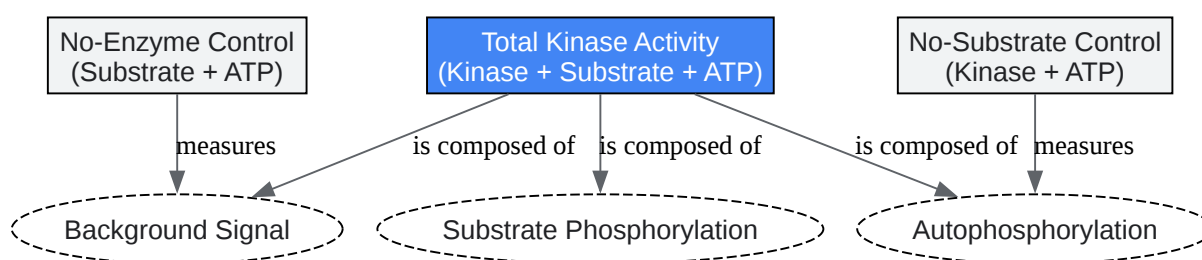 No-Enzyme Control
(Substrate + ATP)
Total Kinase Activity
(Kinase + Substrate + ATP)
No-Substrate Control
(Kinase + ATP)
measures
is composed of
is composed of
is composed of
measures
Background Signal
Substrate Phosphorylation
Autophosphorylation